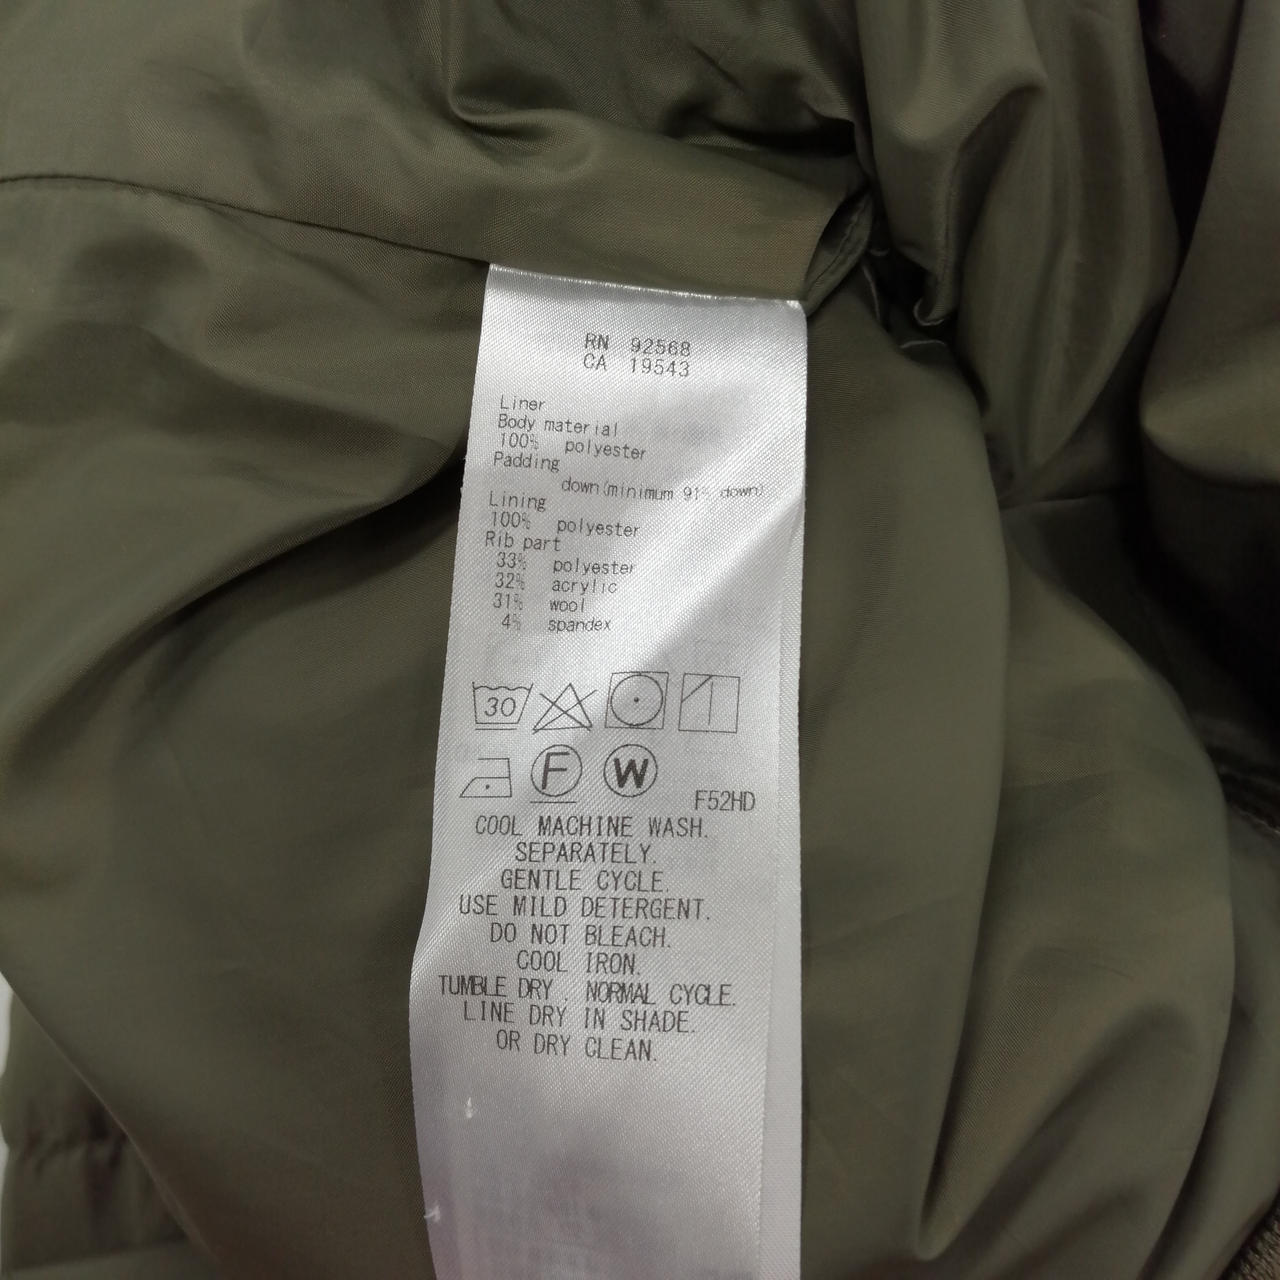 RN 92568
CA 19543
Liner
Body material
100% polyester
Padding
down(minimum 91% down)
Lining
100% polyester
Rib part
33% polyester
32% acrylic
31% wool
4% spandex
30
F W
F52HD
COOL MACHINE WASH.
SEPARATELY.
GENTLE CYCLE.
USE MILD DETERGENT.
DO NOT BLEACH.
COOL IRON.
TUMBLE DRY . NORMAL CYCLE.
LINE DRY IN SHADE.
OR DRY CLEAN.